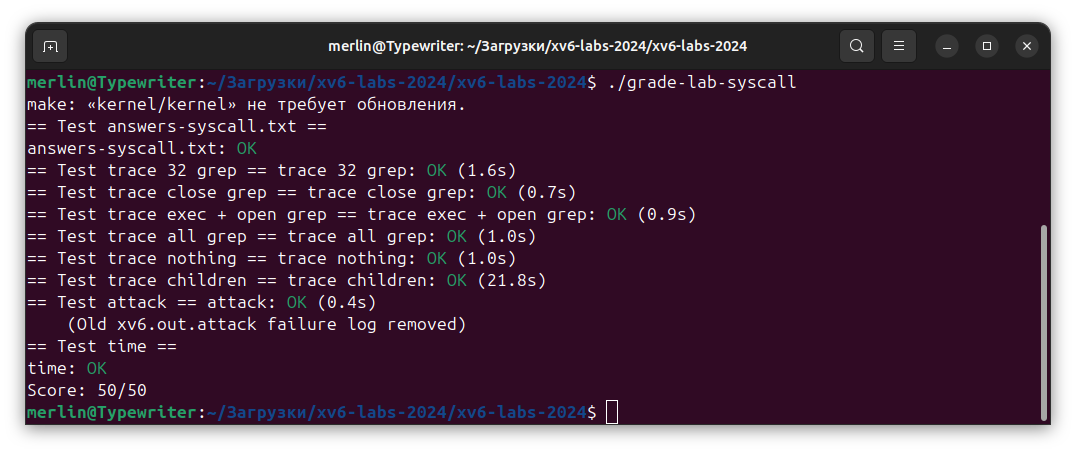 merlin@Typewriter: ~/Загрузки/xv6-labs-2024/xv6-labs-2024
merlin@Typewriter:~/Загрузки/xv6-labs-2024/xv6-labs-2024$ ./grade-lab-syscall
make: «kernel/kernel» не требует обновления.
== Test answers-syscall.txt ==
answers-syscall.txt: OK
== Test trace 32 grep == trace 32 grep: OK (1.6s)
== Test trace close grep == trace close grep: OK (0.7s)
== Test trace exec + open grep == trace exec + open grep: OK (0.9s)
== Test trace all grep == trace all grep: OK (1.0s)
== Test trace nothing == trace nothing: OK (1.0s)
== Test trace children == trace children: OK (21.8s)
== Test attack == attack: OK (0.4s)
    (Old xv6.out.attack failure log removed)
== Test time ==
time: OK
Score: 50/50
merlin@Typewriter:~/Загрузки/xv6-labs-2024/xv6-labs-2024$